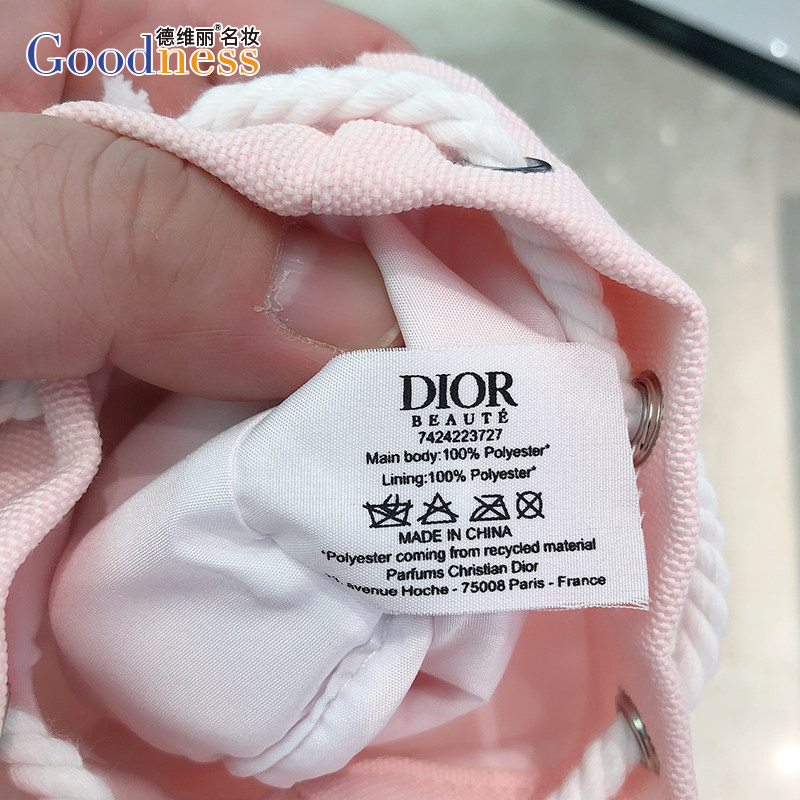 德维丽®名妆
Goodness
DIOR
BEAUTÉ
7424223727
Main body:100% Polyester*
Lining:100% Polyester*
MADE IN CHINA
*Polyester coming from recycled material
Parfums Christian Dior
avenue Hoche - 75008 Paris - France